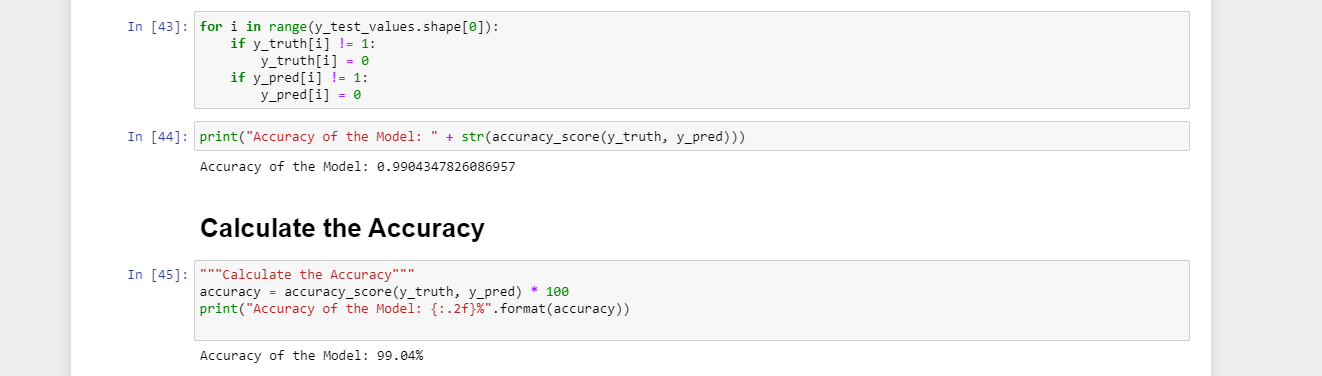 In [43]: for i in range(y_test_values.shape[0]):
    if y_truth[i] != 1:
        y_truth[i] = 0
    if y_pred[i] != 1:
        y_pred[i] = 0
In [44]: print("Accuracy of the Model: " + str(accuracy_score(y_truth, y_pred)))
Accuracy of the Model: 0.9904347826086957
Calculate the Accuracy
In [45]: """Calculate the Accuracy"""
accuracy = accuracy_score(y_truth, y_pred) * 100
print("Accuracy of the Model: {:.2f}%".format(accuracy))
Accuracy of the Model: 99.04%